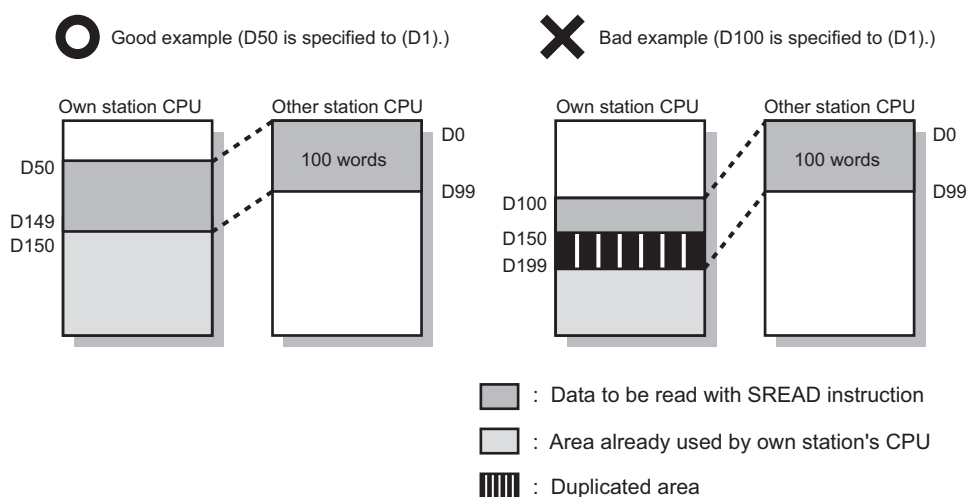 Good example (D50 is specified to (D1).)
Bad example (D100 is specified to (D1).)
Own station CPU
Other station CPU
D50
D149
D150
100 words
D0
D99
Own station CPU
Other station CPU
D100
D150
D199
100 words
D0
D99
: Data to be read with SREAD instruction
: Area already used by own station's CPU
: Duplicated area